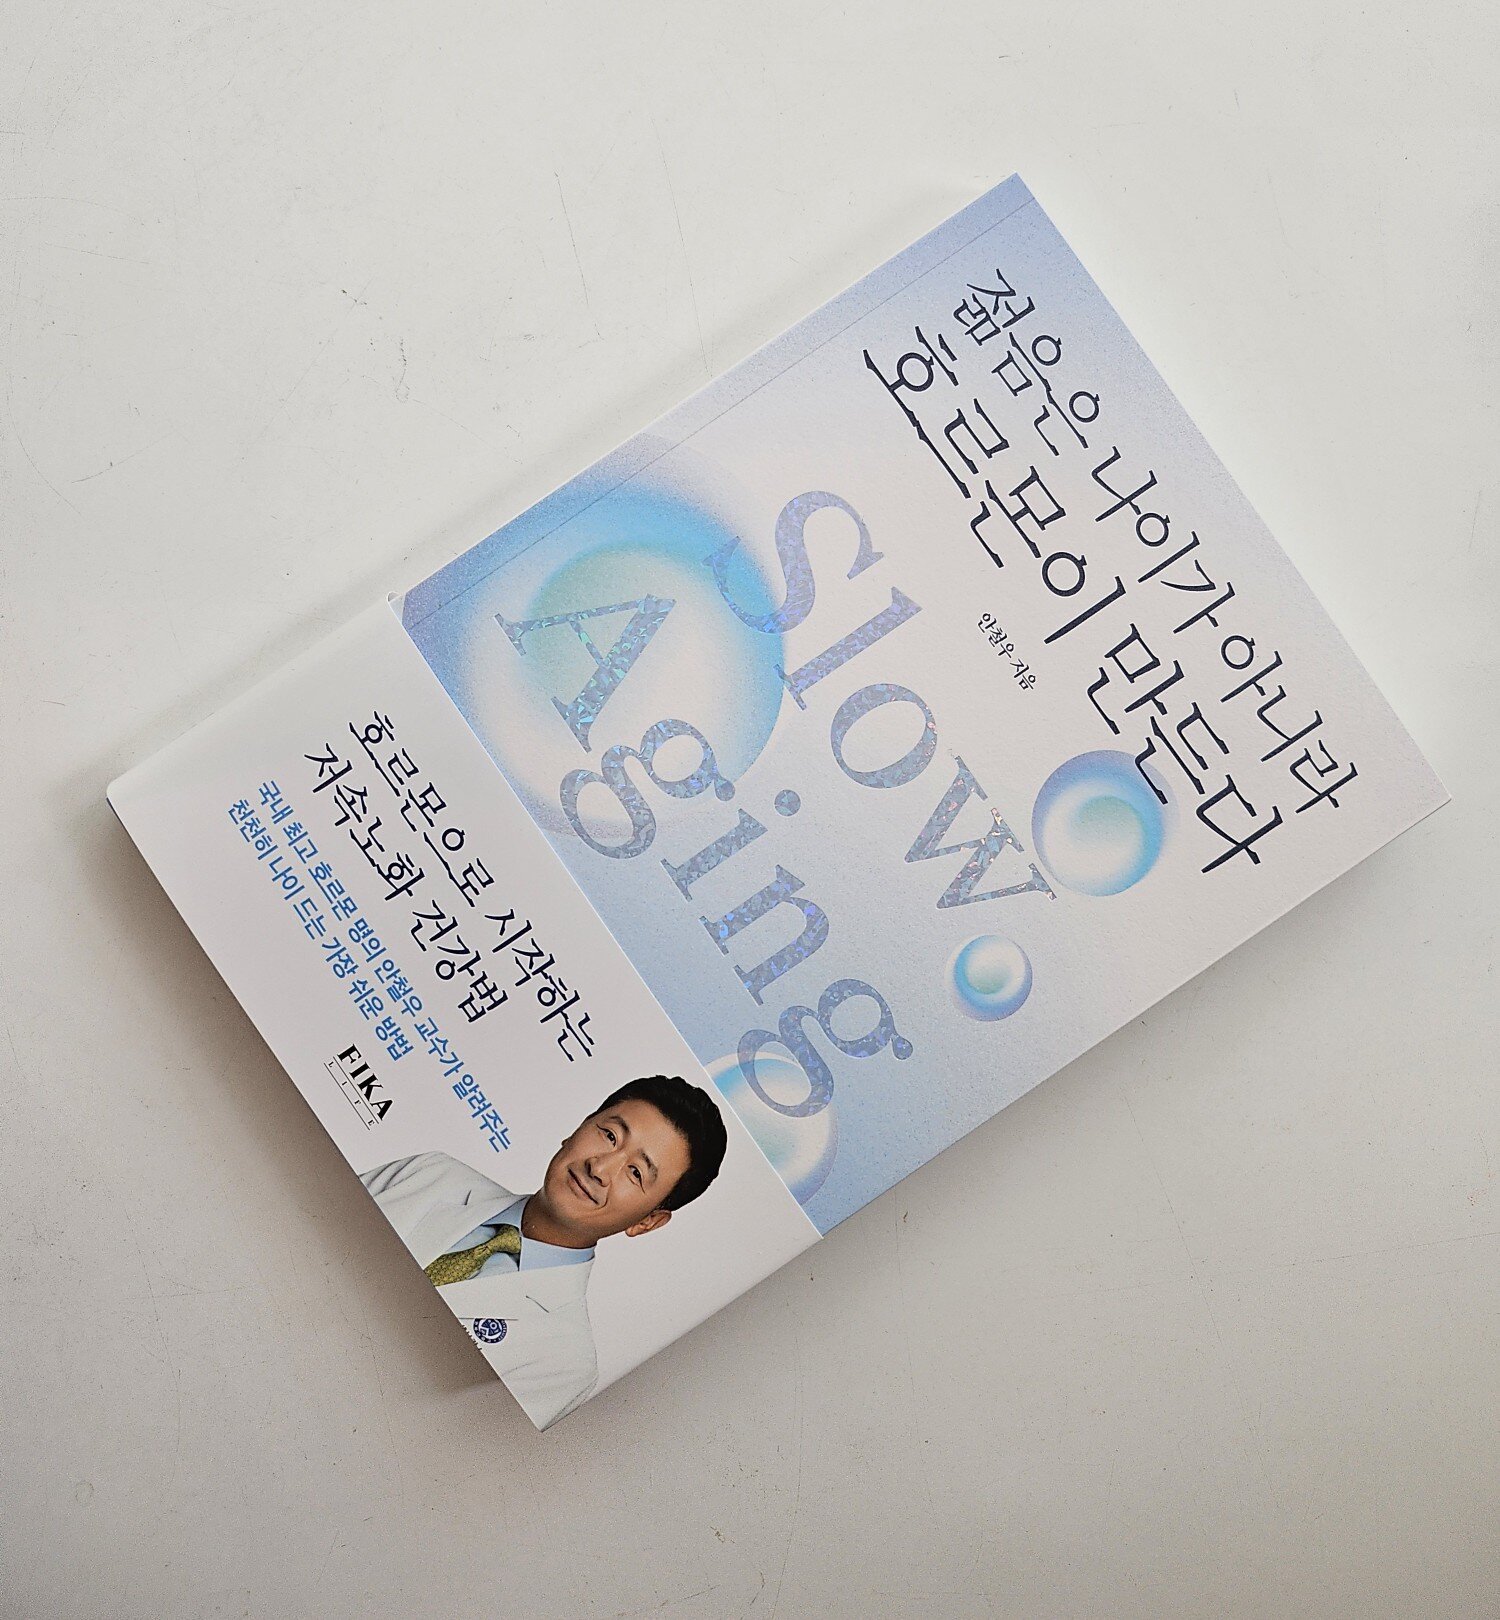 젊음은 나이가 아니라
호르몬이 만든다
안철우 지음
Slow
Aging
호르몬으로 시작하는
저속노화 건강법
국내 최고 호르몬 명의 안철우 교수가 알려주는
천천히 나이 드는 가장 쉬운 방법
FIKA
LIFE